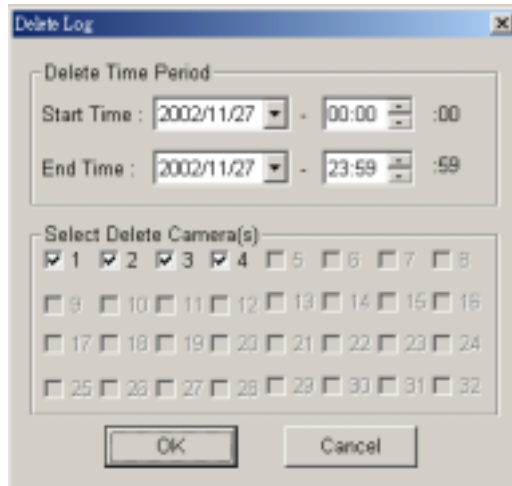 Delete Log
Delete Time Period
Start Time : 2002/11/27 - 00:00 :00
End Time : 2002/11/27 - 23:59 :59
Select Delete Camera(s)
1 2 3 4 5 6 7 8
9 10 11 12 13 14 15 16
17 18 19 20 21 22 23 24
25 26 27 28 29 30 31 32
OK Cancel